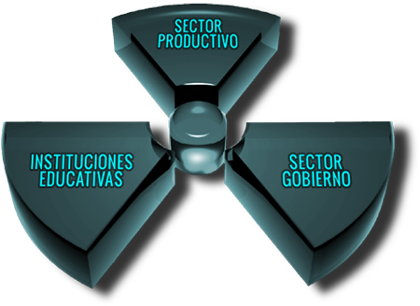 SECTOR
PRODUCTIVO
INSTITUCIONES
EDUCATIVAS
SECTOR
GOBIERNO